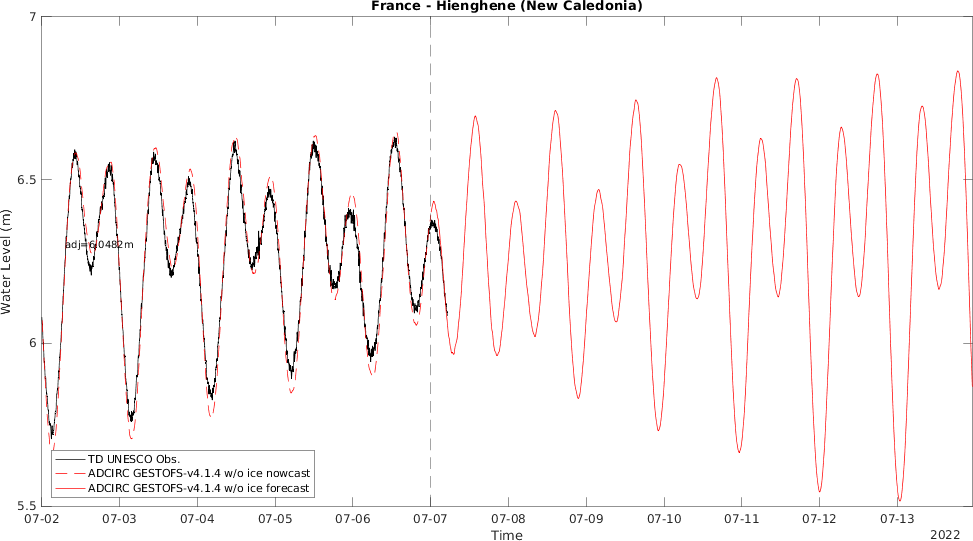 France - Hienghene (New Caledonia)
7
6.5
6
5.5
Water Level (m)
adj=6.0482m
TD UNESCO Obs.
ADCIRC GESTOFS-v4.1.4 w/o ice nowcast
ADCIRC GESTOFS-v4.1.4 w/o ice forecast
07-02 07-03 07-04 07-05 07-06 07-07 07-08 07-09 07-10 07-11 07-12 07-13
Time
2022